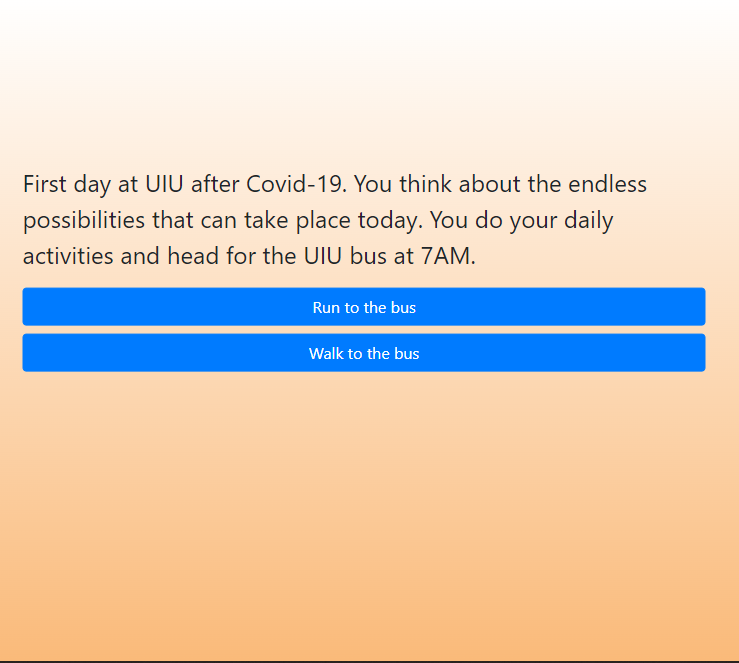 First day at UIU after Covid-19. You think about the endless
possibilities that can take place today. You do your daily
activities and head for the UIU bus at 7AM.
Run to the bus
Walk to the bus